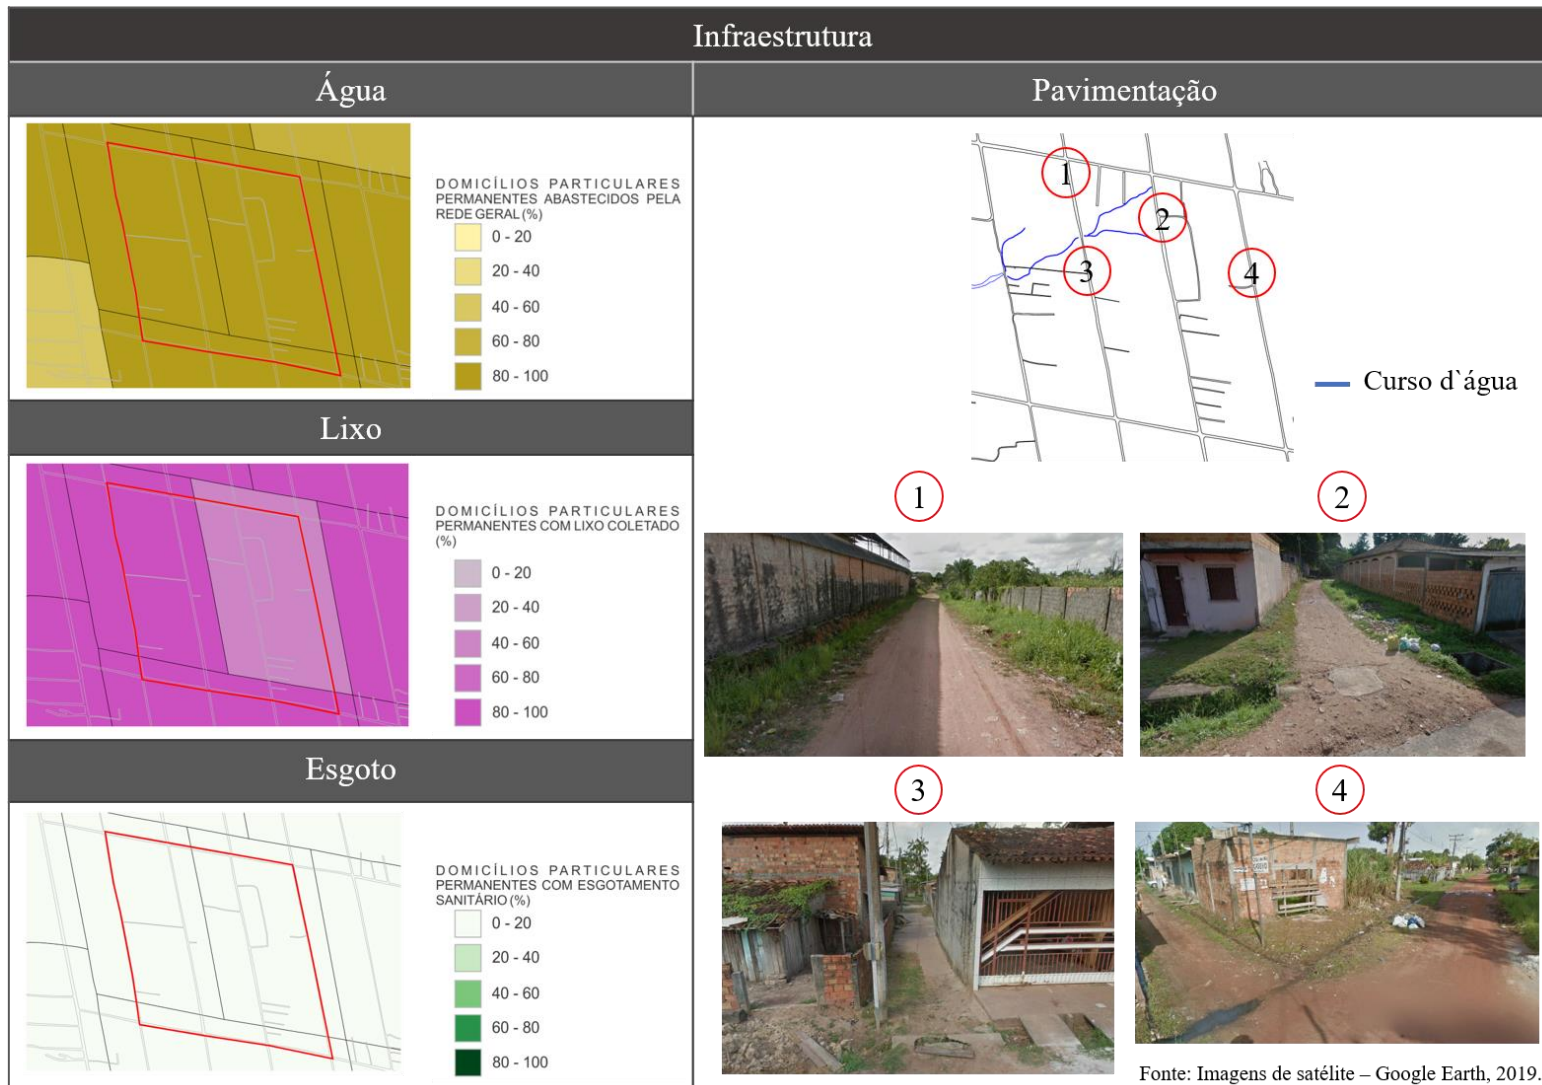 Infraestrutura
Água
Pavimentação
DOMICÍLIOS PARTICULARES
PERMANENTES ABASTECIDOS PELA
REDE GERAL (%)
0 - 20
20 - 40
40 - 60
60 - 80
80 - 100
1
2
3
4
Curso d`água
Lixo
DOMICÍLIOS PARTICULARES
PERMANENTES COM LIXO COLETADO
(%)
0 - 20
20 - 40
40 - 60
60 - 80
80 - 100
1
2
Esgoto
DOMICÍLIOS PARTICULARES
PERMANENTES COM ESGOTAMENTO
SANITÁRIO (%)
0 - 20
20 - 40
40 - 60
60 - 80
80 - 100
3
4
Fonte: Imagens de satélite – Google Earth, 2019.